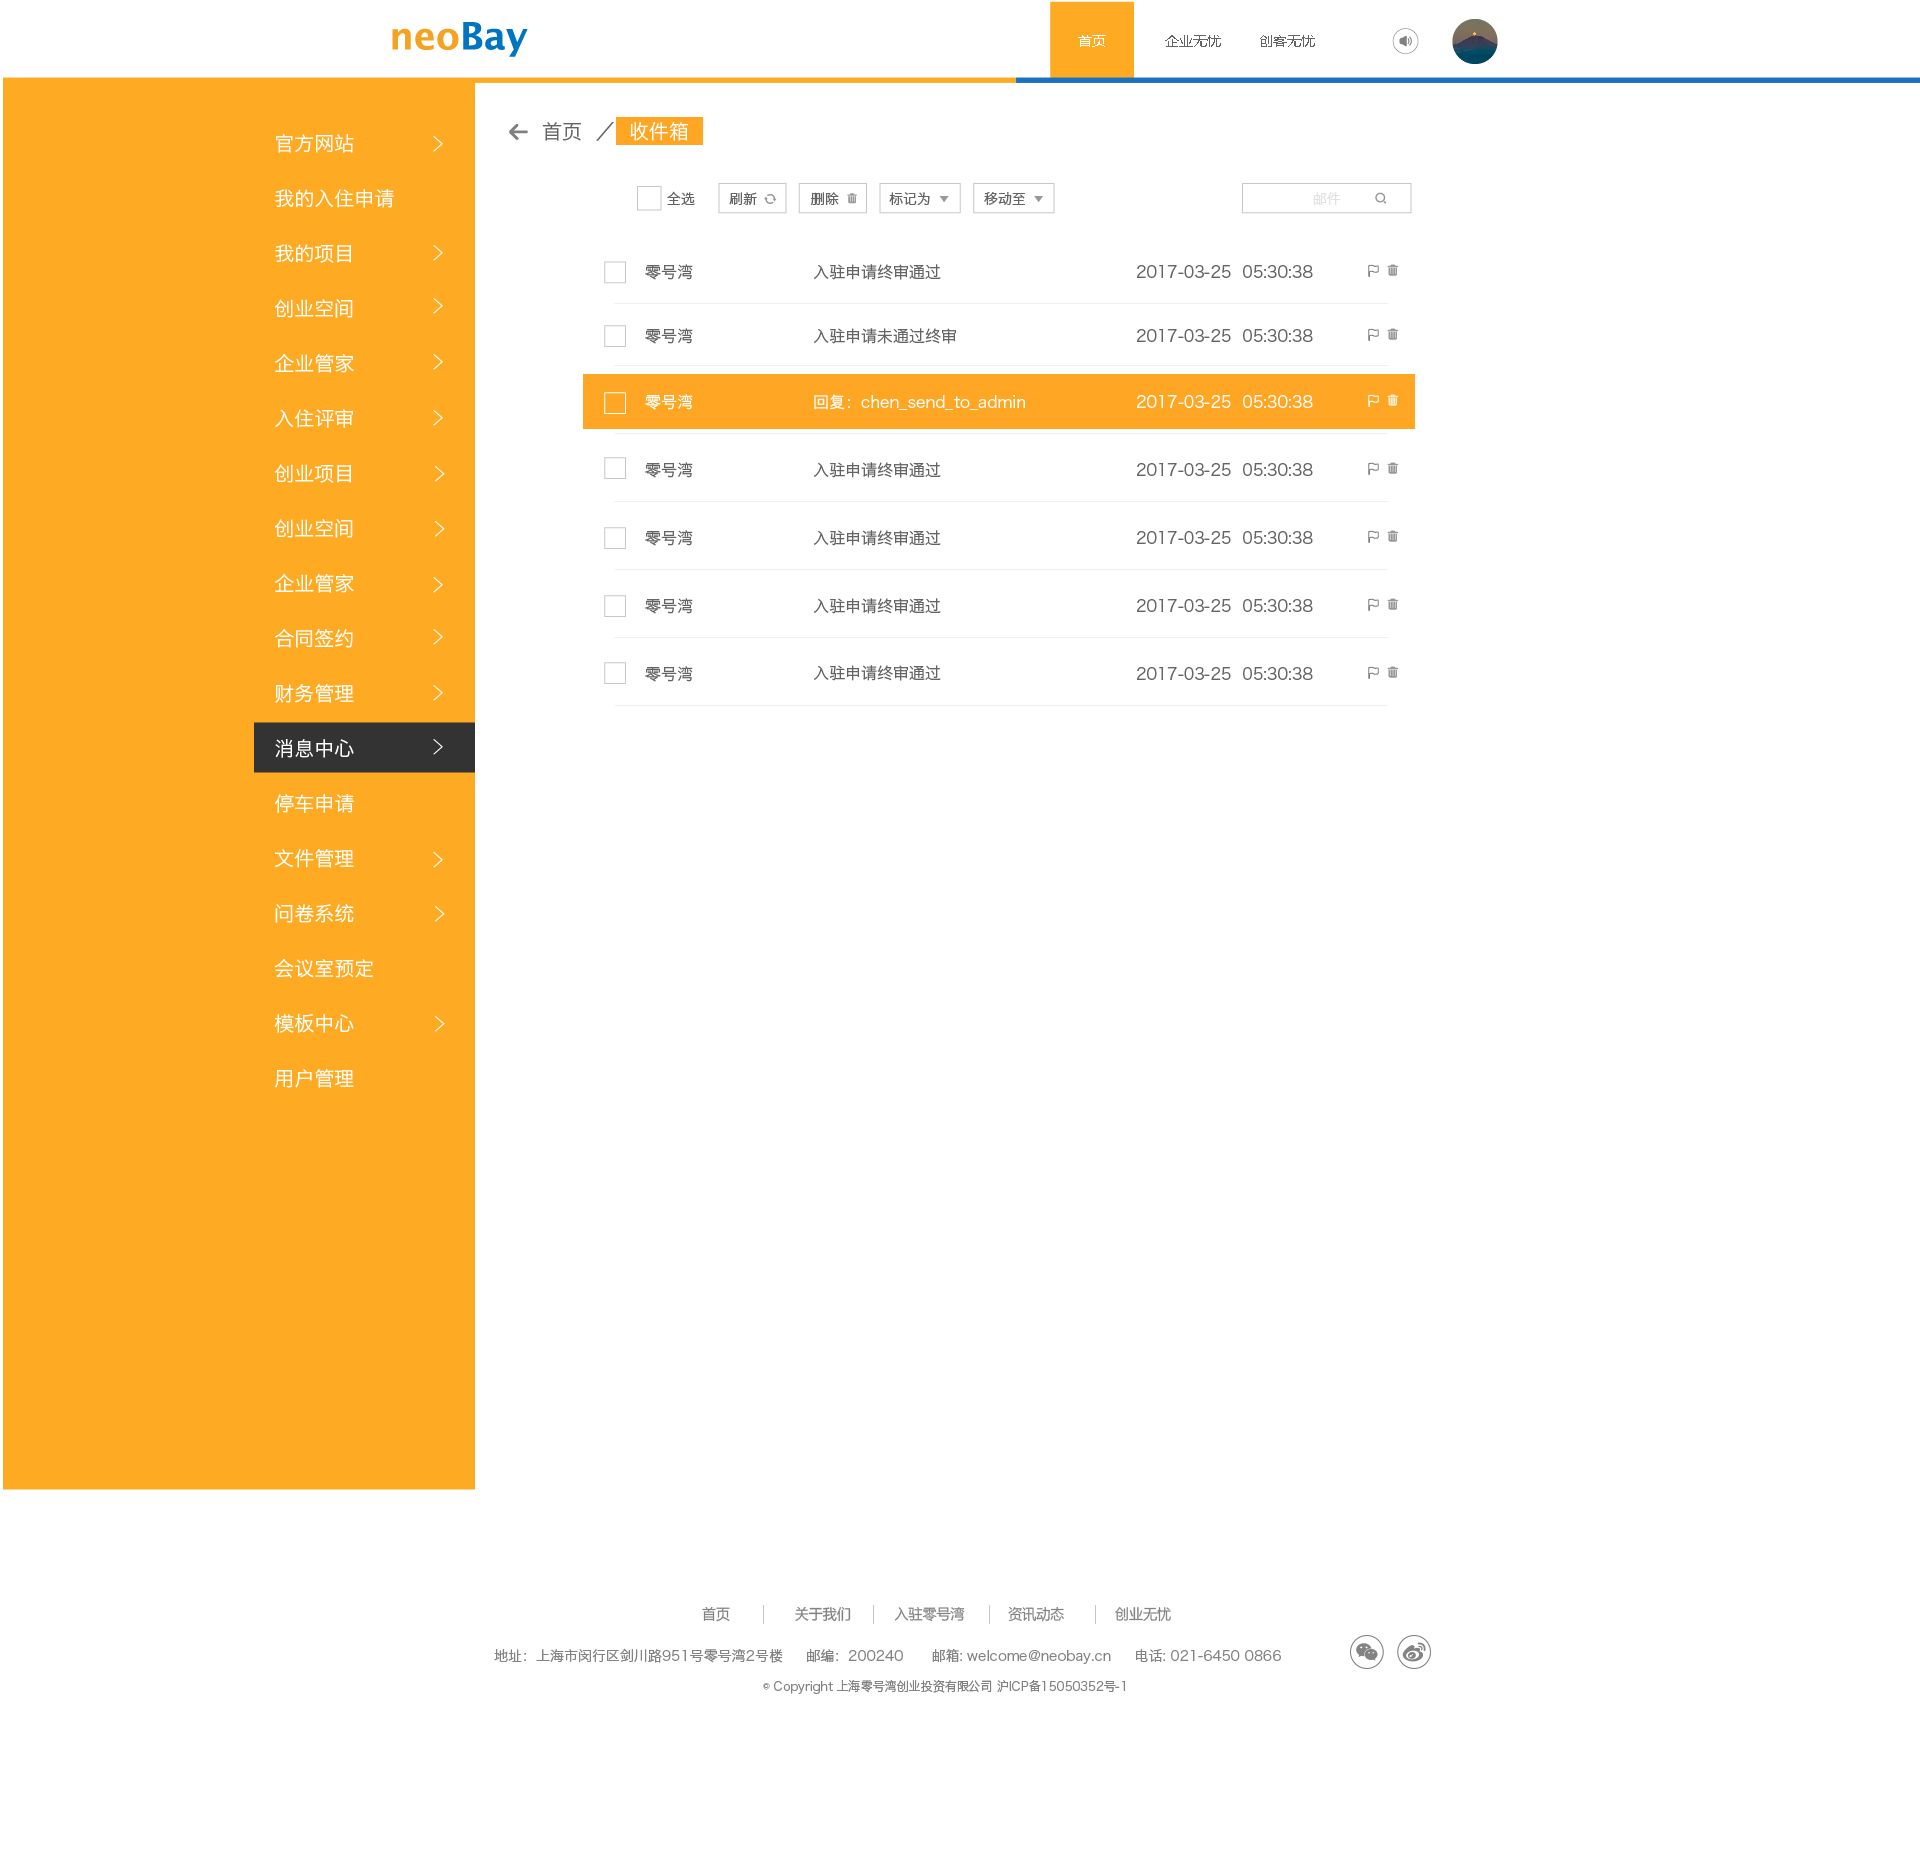 neoBay
首页 企业无忧 创客无忧
首页 ／ 收件箱
全选 刷新 删除 标记为 移动至 邮件
零号湾 入驻申请终审通过 2017-03-25 05:30:38
零号湾 入驻申请未通过终审 2017-03-25 05:30:38
零号湾 回复：chen_send_to_admin 2017-03-25 05:30:38
零号湾 入驻申请终审通过 2017-03-25 05:30:38
零号湾 入驻申请终审通过 2017-03-25 05:30:38
零号湾 入驻申请终审通过 2017-03-25 05:30:38
零号湾 入驻申请终审通过 2017-03-25 05:30:38
官方网站
我的入住申请
我的项目
创业空间
企业管家
入住评审
创业项目
创业空间
企业管家
合同签约
财务管理
消息中心
停车申请
文件管理
问卷系统
会议室预定
模板中心
用户管理
首页 关于我们 入驻零号湾 资讯动态 创业无忧
地址：上海市闵行区剑川路951号零号湾2号楼 邮编：200240 邮箱: welcome@neobay.cn 电话: 021-6450 0866
© Copyright 上海零号湾创业投资有限公司 沪ICP备15050352号-1